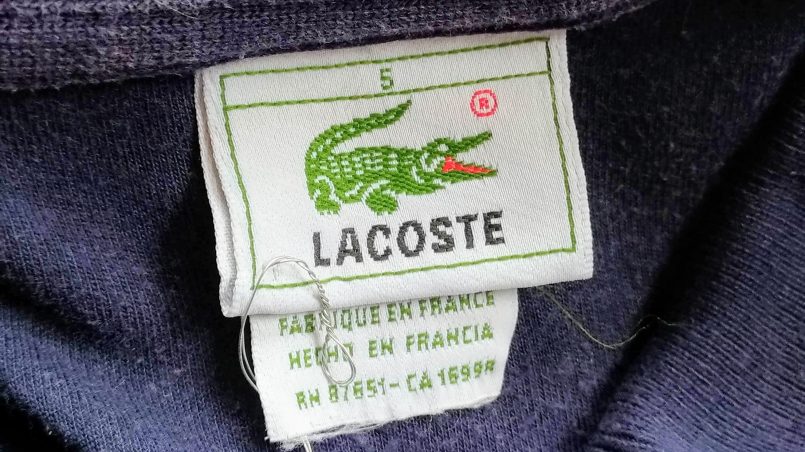 5
®
LACOSTE
FABRIQUE EN FRANCE
HECHO EN FRANCIA
RN 87651-CA 16998